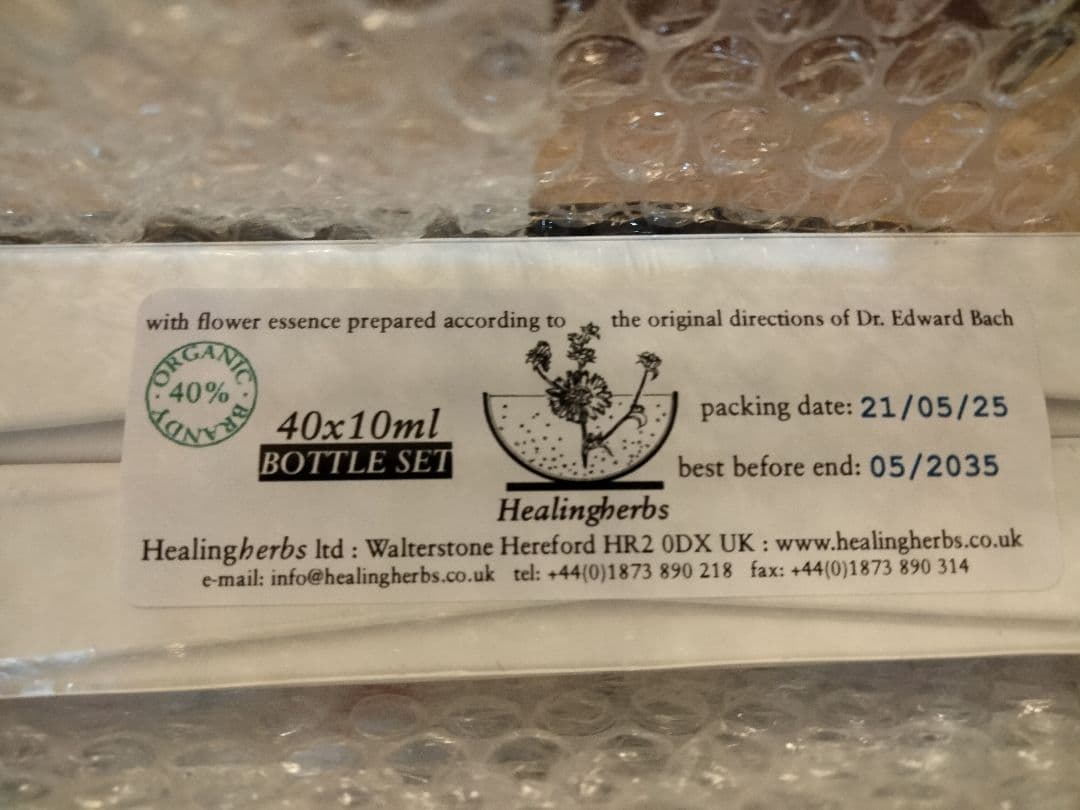 with flower essence prepared according to the original directions of Dr. Edward Bach
ORGANIC
40%
BRANDY
40x10ml
BOTTLE SET
packing date: 21/05/25
best before end: 05/2035
Healingherbs
Healingherbs ltd : Walterstone Hereford HR2 0DX UK : www.healingherbs.co.uk
e-mail: info@healingherbs.co.uk tel: +44(0)1873 890 218 fax: +44(0)1873 890 314